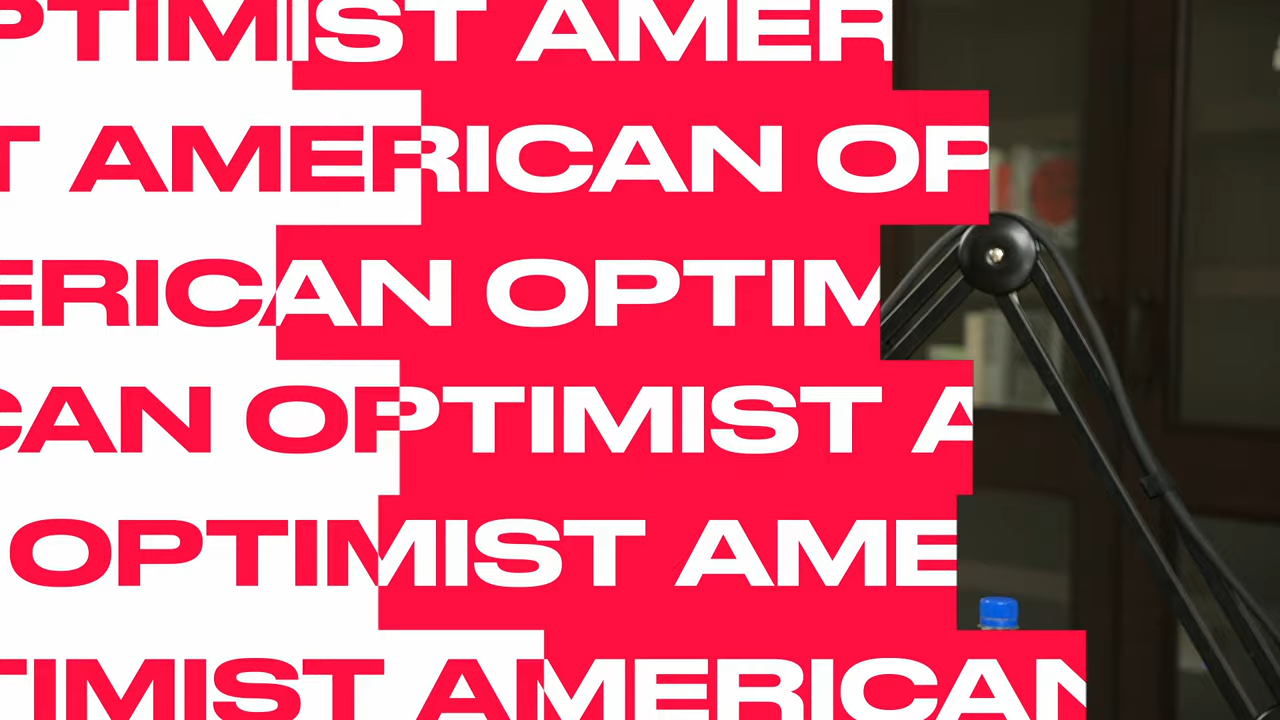 PTIMIST AMER
T AMERICAN OP
ERICAN OPTIM
CAN OPTIMIST A
OPTIMIST AME
TIMIST AMERICAN